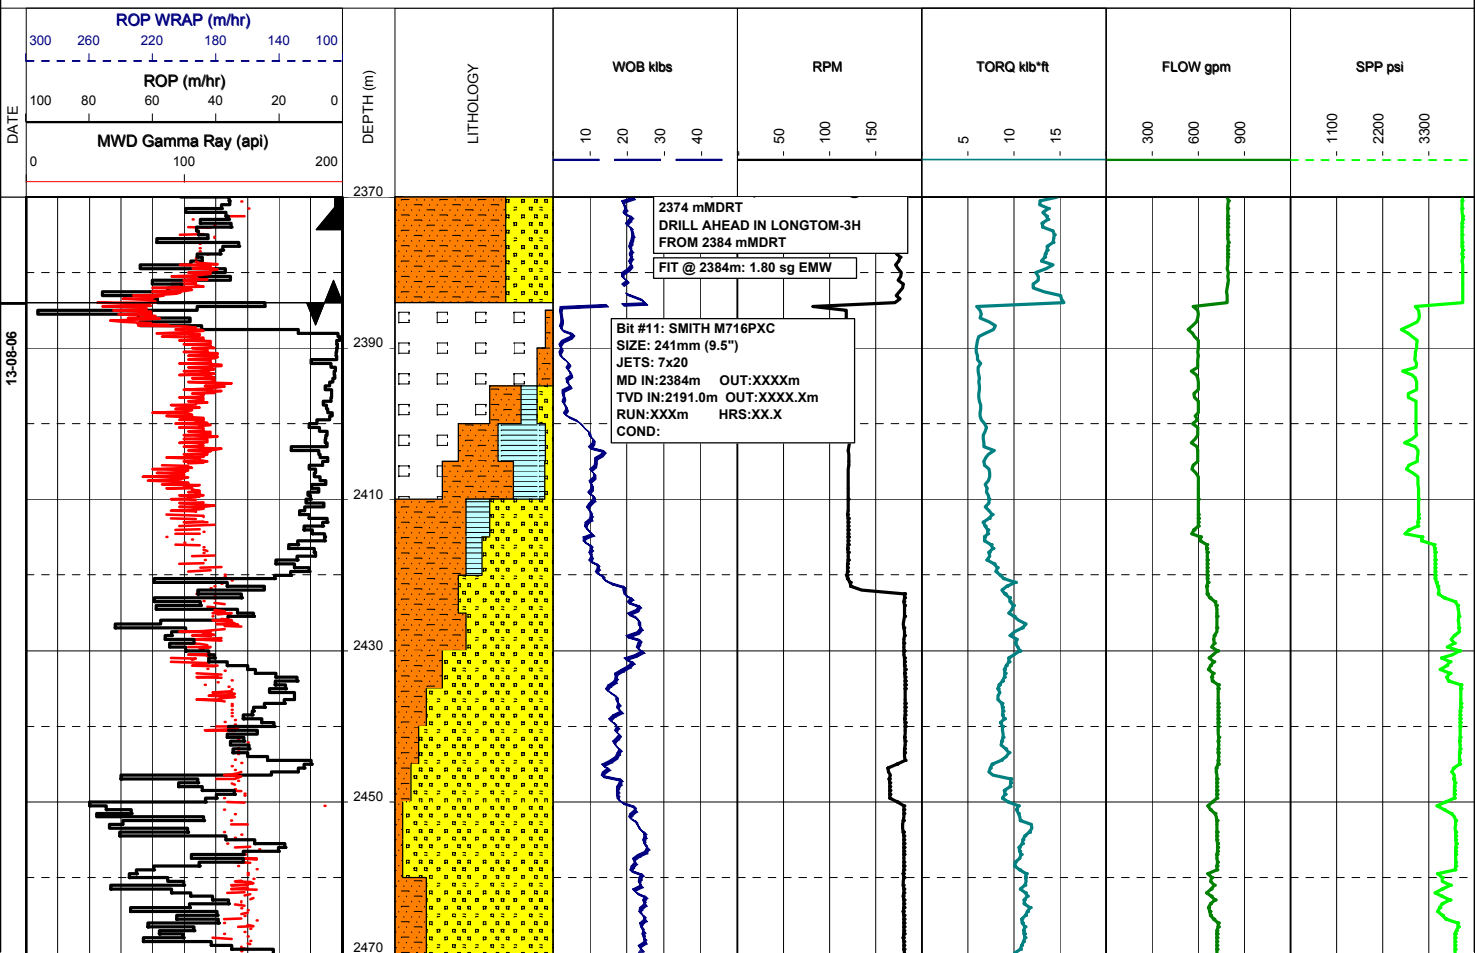 ROP WRAP (m/hr)
300 260 220 180 140 100
ROP (m/hr)
100 80 60 40 20 0
MWD Gamma Ray (api)
0 100 200
DATE
DEPTH (m)
LITHOLOGY
WOB klbs
10 20 30 40
RPM
50 100 150
TORQ klb*ft
5 10 15
FLOW gpm
300 600 900
SPP psi
1100 2200 3300
13-08-06
2370
2390
2410
2430
2450
2470
2374 mMDRT
DRILL AHEAD IN LONGTOM-3H
FROM 2384 mMDRT
FIT @ 2384m: 1.80 sg EMW
Bit #11: SMITH M716PXC
SIZE: 241mm (9.5")
JETS: 7x20
MD IN:2384m OUT:XXXXm
TVD IN:2191.0m OUT:XXXX.Xm
RUN:XXXm HRS:XX.X
COND: